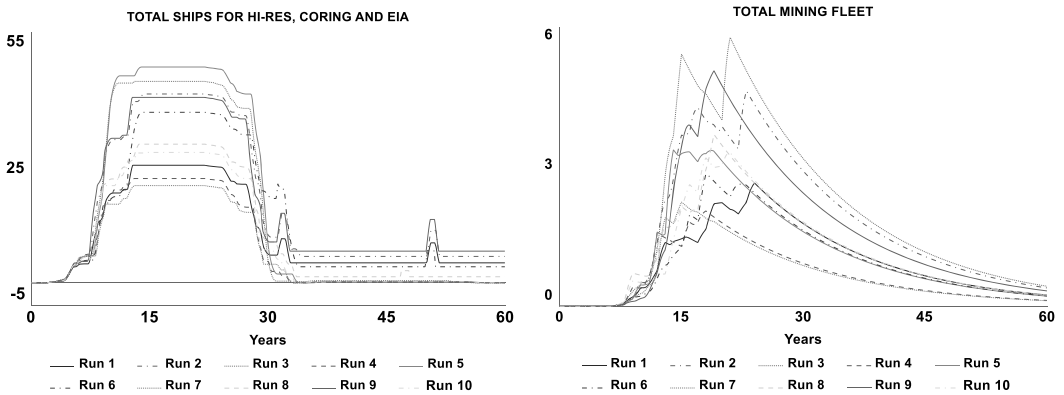 TOTAL SHIPS FOR HI-RES, CORING AND EIA
55
25
-5
0 15 30 45 60
Years
Run 1 Run 2 Run 3 Run 4 Run 5
Run 6 Run 7 Run 8 Run 9 Run 10
TOTAL MINING FLEET
6
3
0
0 15 30 45 60
Years
Run 1 Run 2 Run 3 Run 4 Run 5
Run 6 Run 7 Run 8 Run 9 Run 10